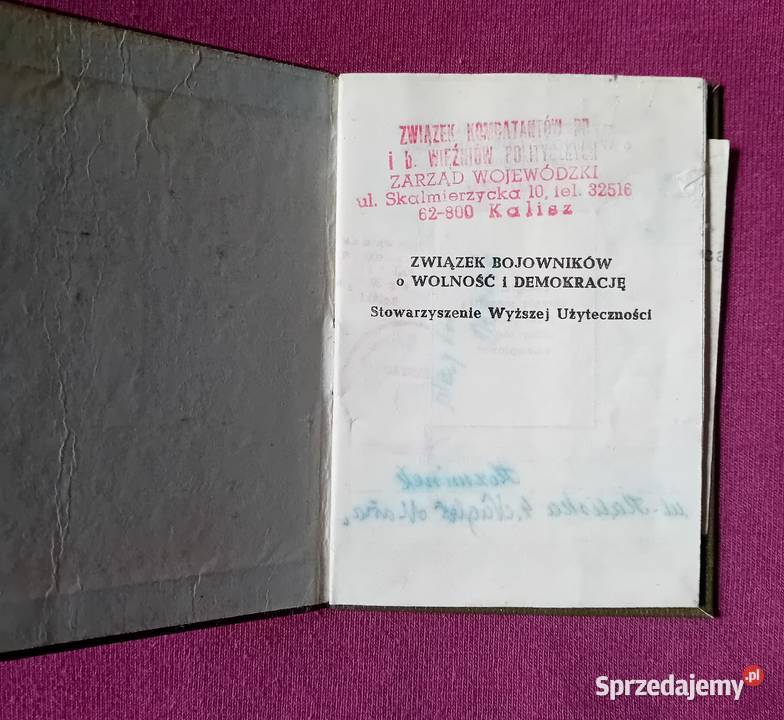 ZWIĄZEK KOMBATANTÓW RP
i b. WIĘŹNIÓW POLITYCZNYCH
ZARZĄD WOJEWÓDZKI
ul. Skalmierzycka 10, tel. 32516
62-800 Kalisz
ZWIĄZEK BOJOWNIKÓW
o WOLNOŚĆ i DEMOKRACJĘ
Stowarzyszenie Wyższej Użyteczności
Sprzedajemy.pl